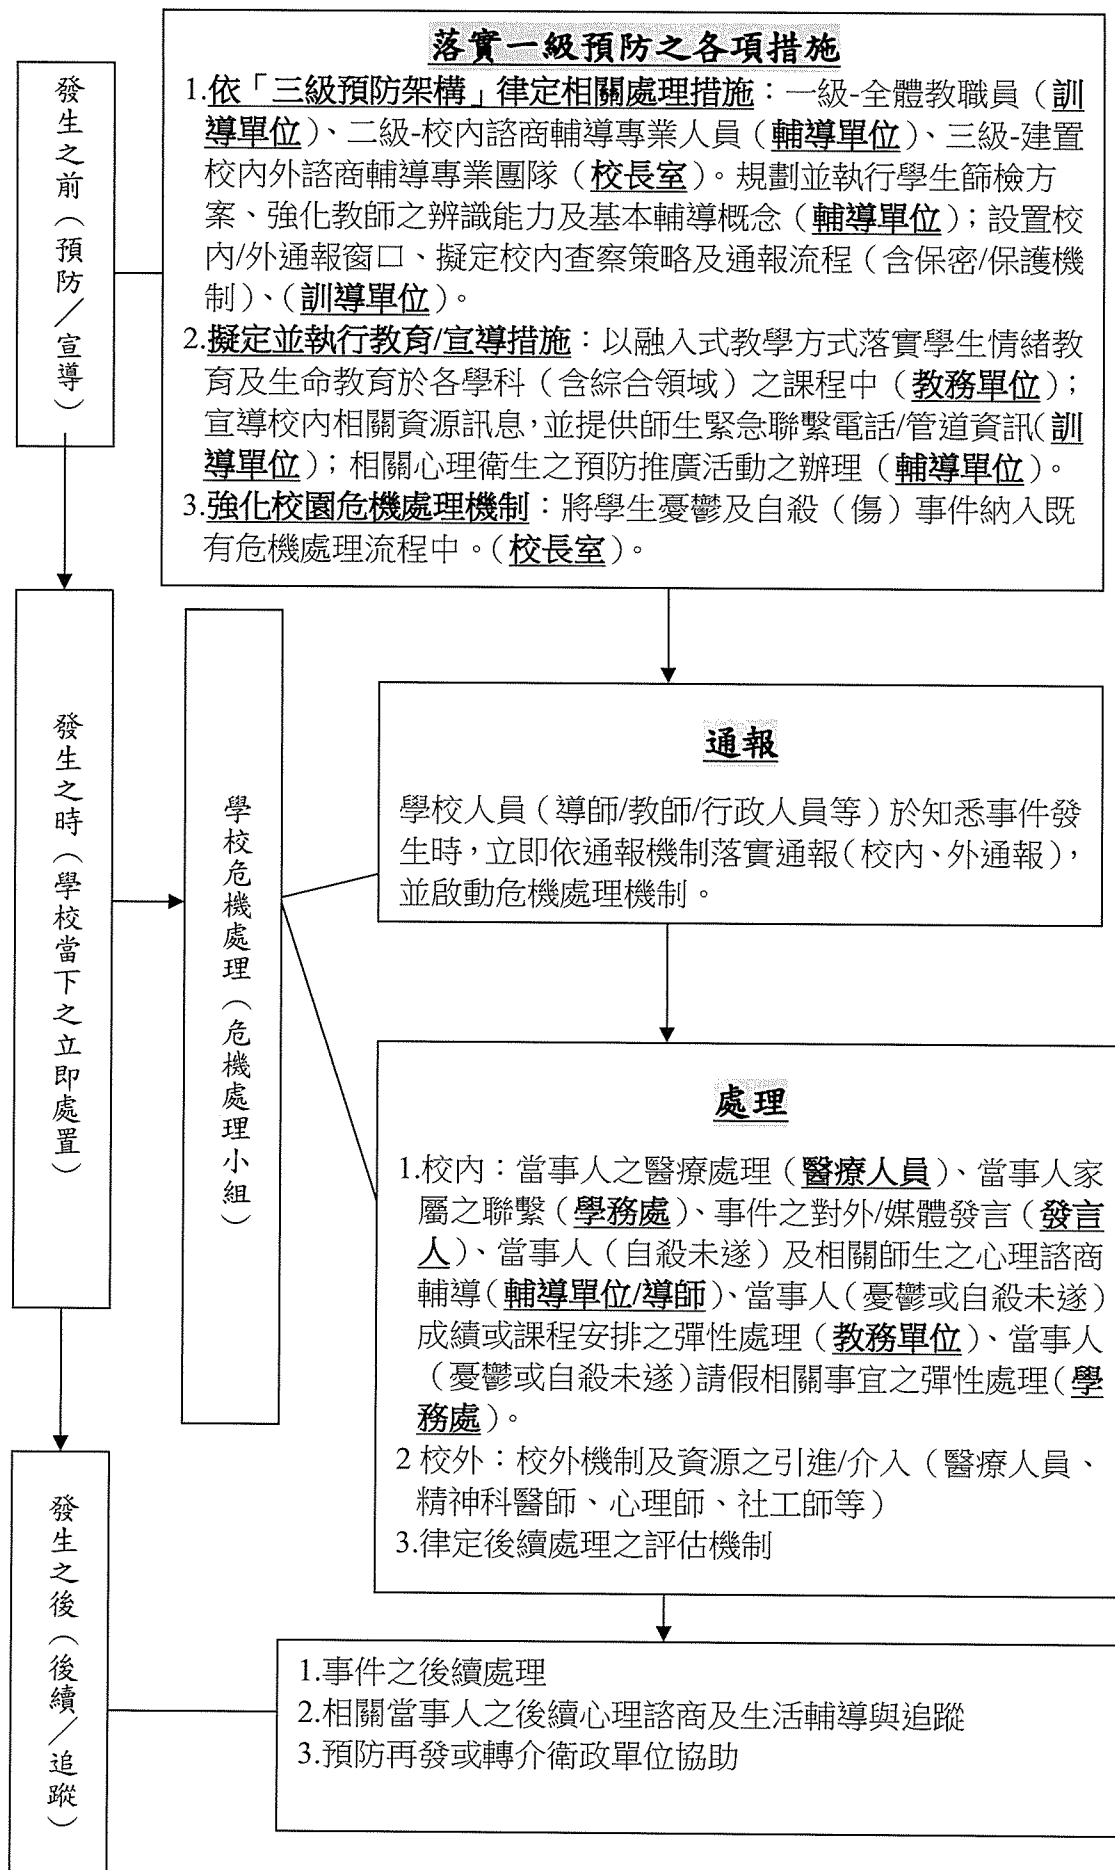 發生之前（預防／宣導）
落實一級預防之各項措施
1.依「三級預防架構」律定相關處理措施：一級-全體教職員（訓
導單位）、二級-校內諮商輔導專業人員（輔導單位）、三級-建置
校內外諮商輔導專業團隊（校長室）。規劃並執行學生篩檢方
案、強化教師之辨識能力及基本輔導概念（輔導單位）；設置校
內/外通報窗口、擬定校內查察策略及通報流程（含保密/保護機
制）、（訓導單位）。
2.擬定並執行教育/宣導措施：以融入式教學方式落實學生情緒教
育及生命教育於各學科（含綜合領域）之課程中（教務單位）；
宣導校內相關資源訊息，並提供師生緊急聯繫電話/管道資訊（訓
導單位）；相關心理衛生之預防推廣活動之辦理（輔導單位）。
3.強化校園危機處理機制：將學生憂鬱及自殺（傷）事件納入既
有危機處理流程中。（校長室）。
發生之時（學校當下之立即處置）
學校危機處理（危機處理小組）
通報
學校人員（導師/教師/行政人員等）於知悉事件發
生時，立即依通報機制落實通報（校內、外通報），
並啟動危機處理機制。
處理
1.校內：當事人之醫療處理（醫療人員）、當事人家
屬之聯繫（學務處）、事件之對外/媒體發言（發言
人）、當事人（自殺未遂）及相關師生之心理諮商
輔導（輔導單位/導師）、當事人（憂鬱或自殺未遂）
成績或課程安排之彈性處理（教務單位）、當事人
（憂鬱或自殺未遂）請假相關事宜之彈性處理（學
務處）。
2 校外：校外機制及資源之引進/介入（醫療人員、
精神科醫師、心理師、社工師等）
3.律定後續處理之評估機制
發生之後（後續／追蹤）
1.事件之後續處理
2.相關當事人之後續心理諮商及生活輔導與追蹤
3.預防再發或轉介衛政單位協助